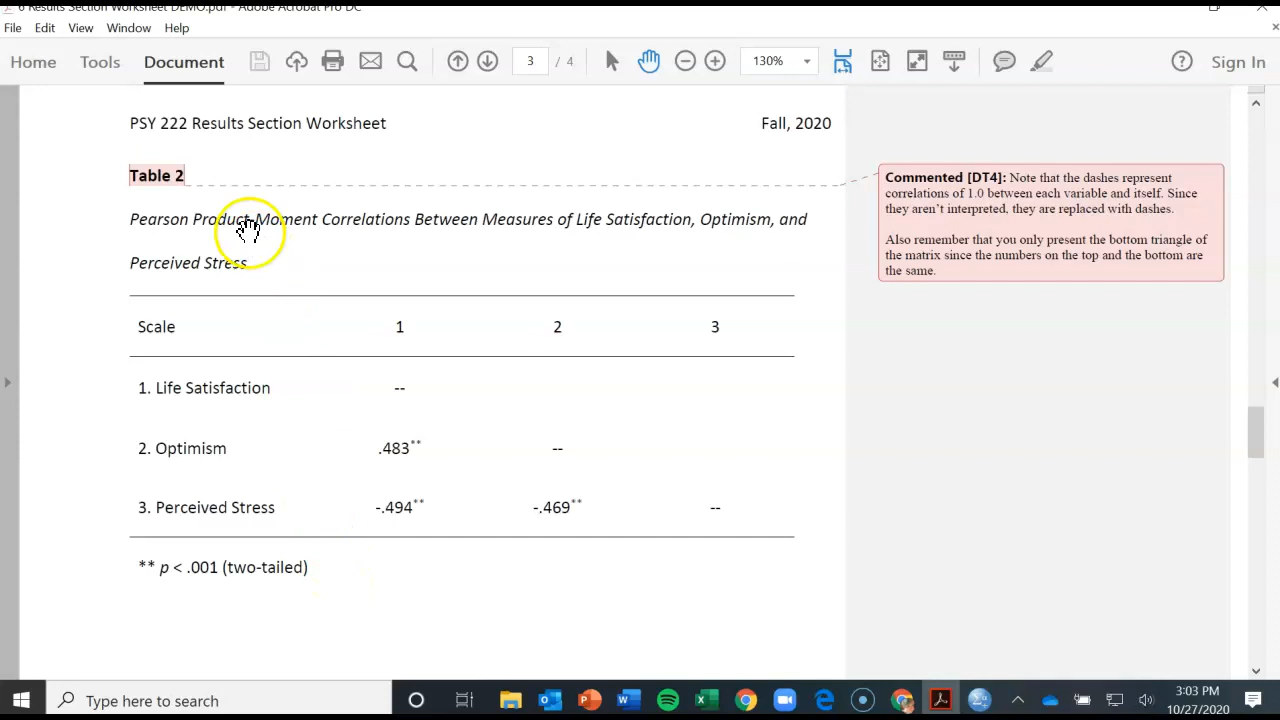 6 Results Section Worksheet DEMO.pdf - Adobe Acrobat Pro DC
File Edit View Window Help
Home Tools Document 3 / 4 130% Sign In
PSY 222 Results Section Worksheet Fall, 2020
Table 2
Pearson Product-Moment Correlations Between Measures of Life Satisfaction, Optimism, and
Perceived Stress
Scale 1 2 3
1. Life Satisfaction --
2. Optimism .483** --
3. Perceived Stress -.494** -.469** --
** p < .001 (two-tailed)
Commented [DT4]: Note that the dashes represent
correlations of 1.0 between each variable and itself. Since
they aren't interpreted, they are replaced with dashes.
Also remember that you only present the bottom triangle of
the matrix since the numbers on the top and the bottom are
the same.
Type here to search
3:03 PM
10/27/2020